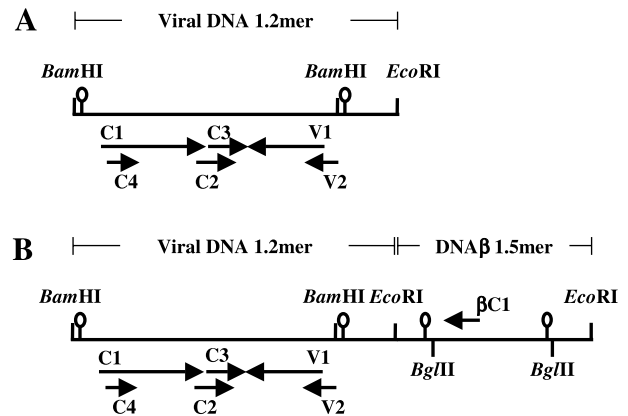 A
Viral DNA 1.2mer
BamHI BamHI EcoRI
C1 C3 V1
C4 C2 V2
B
Viral DNA 1.2mer DNAβ 1.5mer
BamHI BamHI EcoRI βC1 EcoRI
BglII BglII
C1 C3 V1
C4 C2 V2